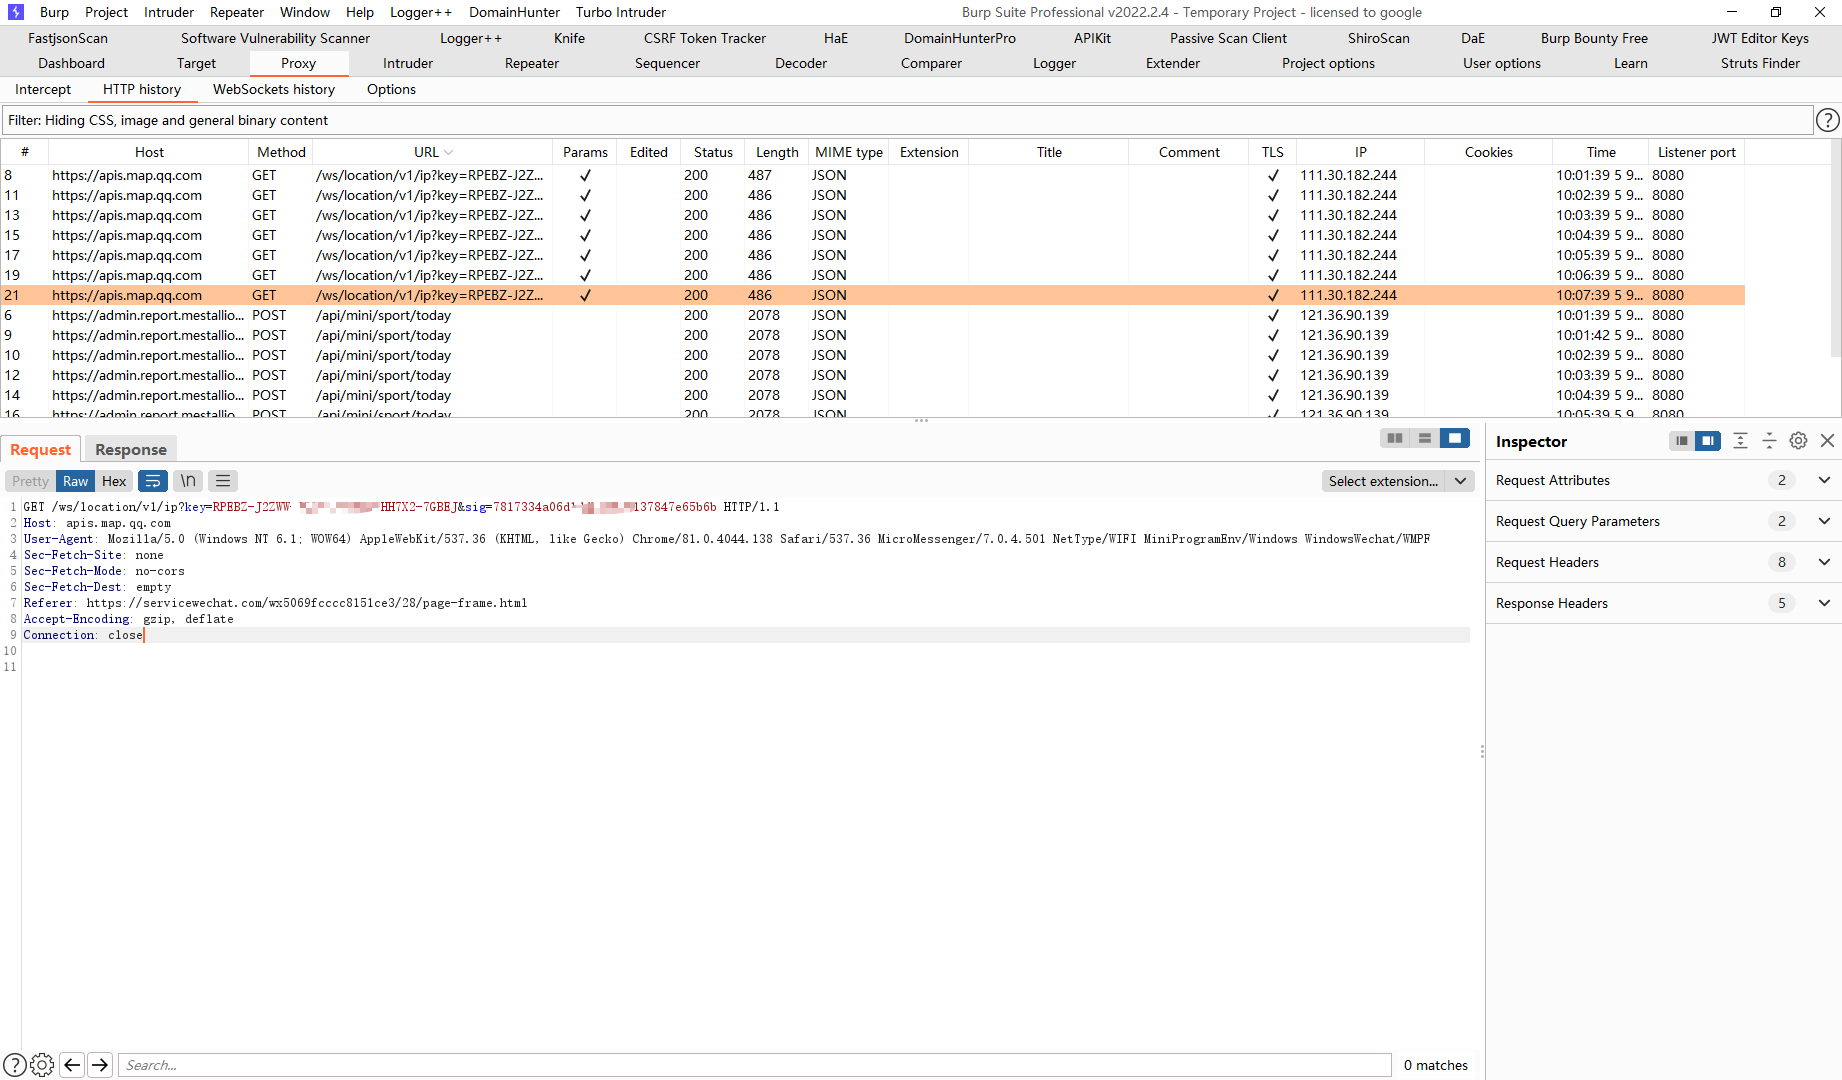 Burp Project Intruder Repeater Window Help Logger++ DomainHunter Turbo Intruder Burp Suite Professional v2022.2.4 - Temporary Project - licensed to google
FastjsonScan Software Vulnerability Scanner Logger++ Knife CSRF Token Tracker HaE DomainHunterPro APIKit Passive Scan Client ShiroScan DaE Burp Bounty Free JWT Editor Keys
Dashboard Target Proxy Intruder Repeater Sequencer Decoder Comparer Logger Extender Project options User options Learn Struts Finder
Intercept HTTP history WebSockets history Options
Filter: Hiding CSS, image and general binary content
# Host Method URL Params Edited Status Length MIME type Extension Title Comment TLS IP Cookies Time Listener port
8 https://apis.map.qq.com GET /ws/location/v1/ip?key=RPEBZ-J2Z... ✓ 200 487 JSON ✓ 111.30.182.244 10:01:39 5 9... 8080
11 https://apis.map.qq.com GET /ws/location/v1/ip?key=RPEBZ-J2Z... ✓ 200 486 JSON ✓ 111.30.182.244 10:02:39 5 9... 8080
13 https://apis.map.qq.com GET /ws/location/v1/ip?key=RPEBZ-J2Z... ✓ 200 486 JSON ✓ 111.30.182.244 10:03:39 5 9... 8080
15 https://apis.map.qq.com GET /ws/location/v1/ip?key=RPEBZ-J2Z... ✓ 200 486 JSON ✓ 111.30.182.244 10:04:39 5 9... 8080
17 https://apis.map.qq.com GET /ws/location/v1/ip?key=RPEBZ-J2Z... ✓ 200 486 JSON ✓ 111.30.182.244 10:05:39 5 9... 8080
19 https://apis.map.qq.com GET /ws/location/v1/ip?key=RPEBZ-J2Z... ✓ 200 486 JSON ✓ 111.30.182.244 10:06:39 5 9... 8080
21 https://apis.map.qq.com GET /ws/location/v1/ip?key=RPEBZ-J2Z... ✓ 200 486 JSON ✓ 111.30.182.244 10:07:39 5 9... 8080
6 https://admin.report.mestallio... POST /api/mini/sport/today 200 2078 JSON ✓ 121.36.90.139 10:01:39 5 9... 8080
9 https://admin.report.mestallio... POST /api/mini/sport/today 200 2078 JSON ✓ 121.36.90.139 10:01:42 5 9... 8080
10 https://admin.report.mestallio... POST /api/mini/sport/today 200 2078 JSON ✓ 121.36.90.139 10:02:39 5 9... 8080
12 https://admin.report.mestallio... POST /api/mini/sport/today 200 2078 JSON ✓ 121.36.90.139 10:03:39 5 9... 8080
14 https://admin.report.mestallio... POST /api/mini/sport/today 200 2078 JSON ✓ 121.36.90.139 10:04:39 5 9... 8080
16 https://admin.report.mestallio... POST /api/mini/sport/today 200 2078 JSON ✓ 121.36.90.139 10:05:39 5 9... 8080
Request Response
Pretty Raw Hex \n Select extension...
1 GET /ws/location/v1/ip?key=RPEBZ-J2ZWW- HH7X2-7GBEJ&sig=7817334a06d 137847e65b6b HTTP/1.1
2 Host: apis.map.qq.com
3 User-Agent: Mozilla/5.0 (Windows NT 6.1; WOW64) AppleWebKit/537.36 (KHTML, like Gecko) Chrome/81.0.4044.138 Safari/537.36 MicroMessenger/7.0.4.501 NetType/WIFI MiniProgramEnv/Windows WindowsWechat/WMPF
4 Sec-Fetch-Site: none
5 Sec-Fetch-Mode: no-cors
6 Sec-Fetch-Dest: empty
7 Referer: https://servicewechat.com/wx5069fcccc8151ce3/28/page-frame.html
8 Accept-Encoding: gzip, deflate
9 Connection: close
10
11
Inspector
Request Attributes 2
Request Query Parameters 2
Request Headers 8
Response Headers 5
Search... 0 matches